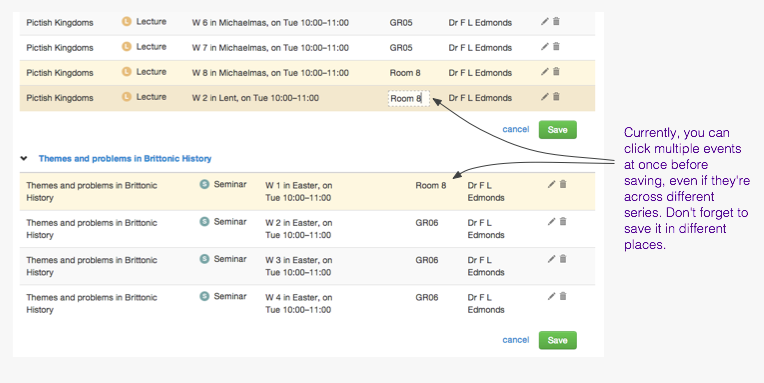 Pictish Kingdoms L Lecture W 6 in Michaelmas, on Tue 10:00–11:00 GR05 Dr F L Edmonds
Pictish Kingdoms L Lecture W 7 in Michaelmas, on Tue 10:00–11:00 GR05 Dr F L Edmonds
Pictish Kingdoms L Lecture W 8 in Michaelmas, on Tue 10:00–11:00 Room 8 Dr F L Edmonds
Pictish Kingdoms L Lecture W 2 in Lent, on Tue 10:00–11:00 Room 8 Dr F L Edmonds
cancel Save
Themes and problems in Brittonic History
Themes and problems in Brittonic S Seminar W 1 in Easter, on Room 8 Dr F L
History Tue 10:00–11:00 Edmonds
Themes and problems in Brittonic S Seminar W 2 in Easter, on GR06 Dr F L
History Tue 10:00–11:00 Edmonds
Themes and problems in Brittonic S Seminar W 3 in Easter, on GR06 Dr F L
History Tue 10:00–11:00 Edmonds
Themes and problems in Brittonic S Seminar W 4 in Easter, on GR06 Dr F L
History Tue 10:00–11:00 Edmonds
cancel Save
Currently, you can
click multiple events
at once before
saving, even if they're
across different
series. Don't forget to
save it in different
places.